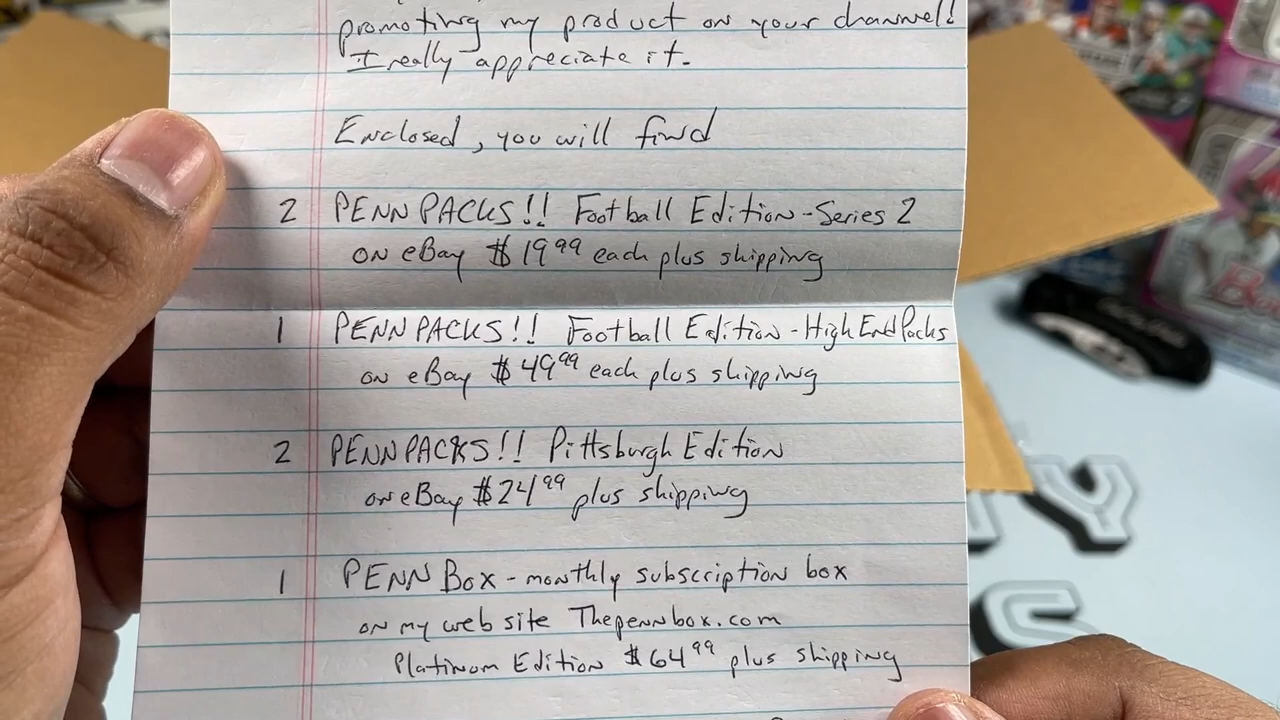 promoting my product on your channel!
I really appreciate it.
Enclosed, you will find
2 PENN PACKS!! Football Edition - Series 2
on eBay $19.99 each plus shipping
1 PENN PACKS!! Football Edition - High End Packs
on eBay $49.99 each plus shipping
2 PENN PACKS!! Pittsburgh Edition
on eBay $24.99 plus shipping
1 PENN BOX - monthly subscription box
on my web site Thepennbox.com
Platinum Edition $64.99 plus shipping